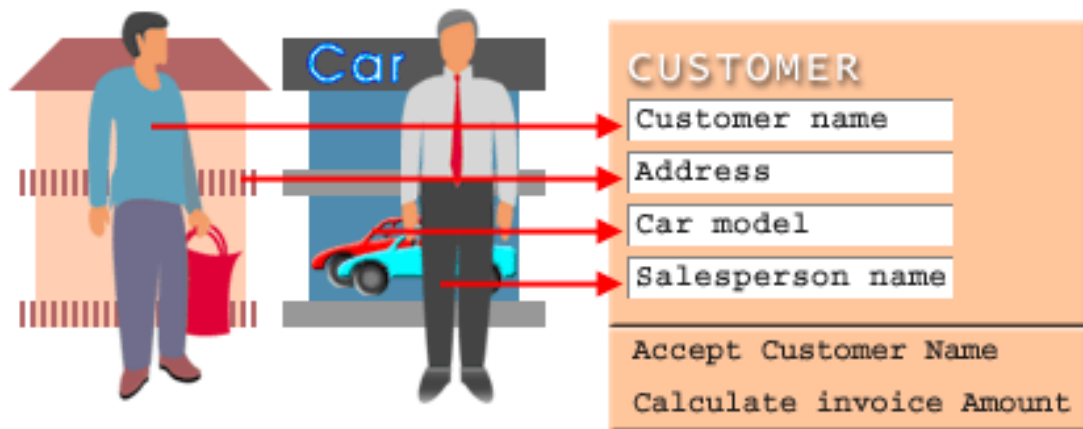 Car
CUSTOMER
Customer name
Address
Car model
Salesperson name
Accept Customer Name
Calculate invoice Amount